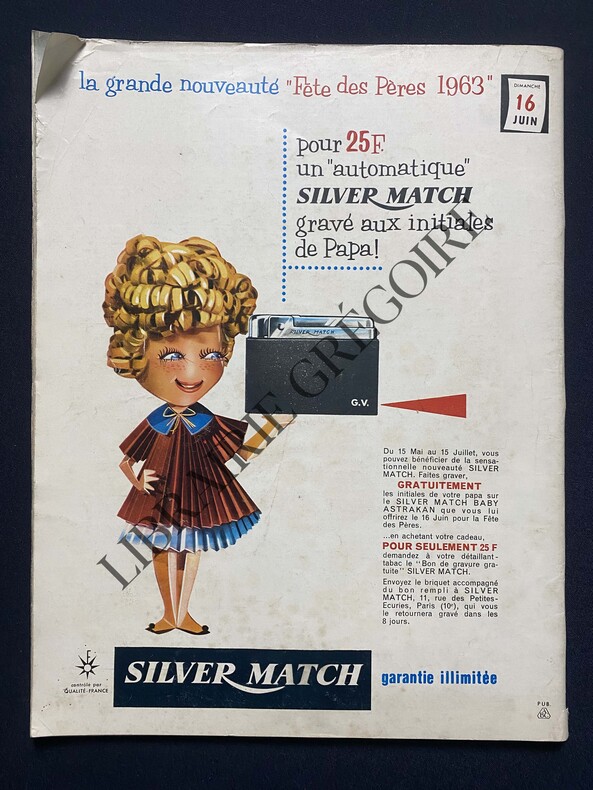 la grande nouveauté "Fête des Pères 1963"
DIMANCHE
16
JUIN
pour 25F.
un "automatique"
SILVER MATCH
gravé aux initiales
de Papa!
SILVER MATCH
G.V.
Du 15 Mai au 15 Juillet, vous
pouvez bénéficier de la sensa-
tionnelle nouveauté SILVER
MATCH. Faites graver,
GRATUITEMENT
les initiales de votre papa sur
le SILVER MATCH BABY
ASTRAKAN que vous lui
offrirez le 16 Juin pour la Fête
des Pères.
...en achetant votre cadeau,
POUR SEULEMENT 25 F
demandez à votre détaillant-
tabac le "Bon de gravure gra-
tuite" SILVER MATCH.
Envoyez le briquet accompagné
du bon rempli à SILVER
MATCH, 11, rue des Petites-
Ecuries, Paris (10e), qui vous
le retournera gravé dans les
8 jours.
LIBRAIRIE GRÉGOIRE
contrôlé par
QUALITÉ-FRANCE
SILVER MATCH
garantie illimitée
PUB.